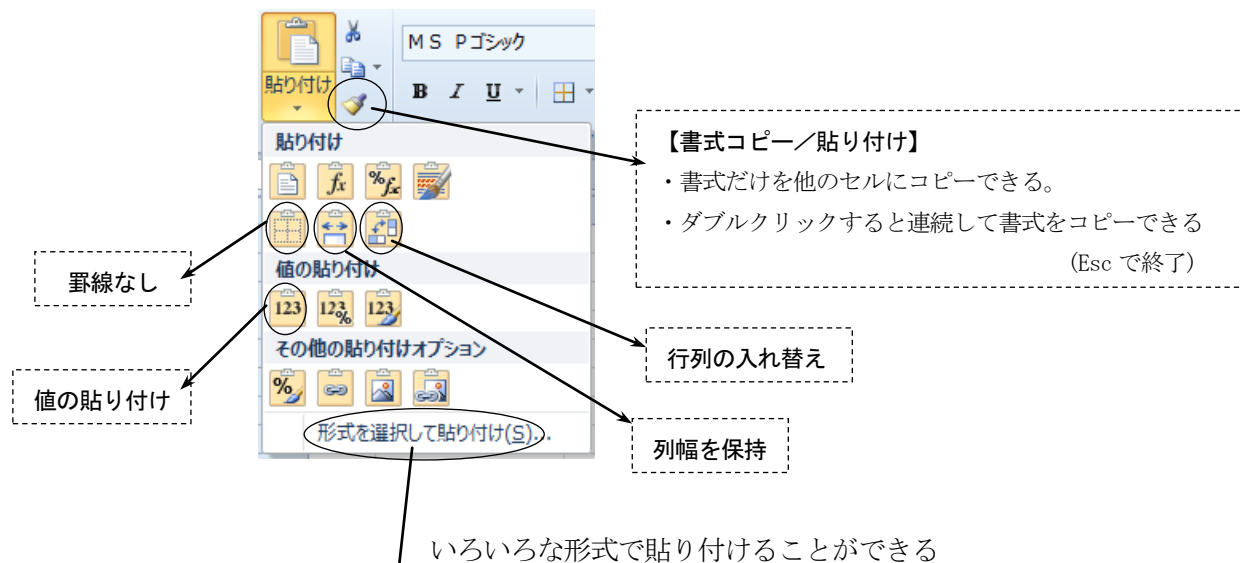 MS Pゴシック
貼り付け
B I U
貼り付け
fx %fx
【書式コピー／貼り付け】
・書式だけを他のセルにコピーできる。
・ダブルクリックすると連続して書式をコピーできる
(Esc で終了)
罫線なし
値の貼り付け
123 123% 123
行列の入れ替え
その他の貼り付けオプション
値の貼り付け
%
形式を選択して貼り付け(S)...
列幅を保持
いろいろな形式で貼り付けることができる